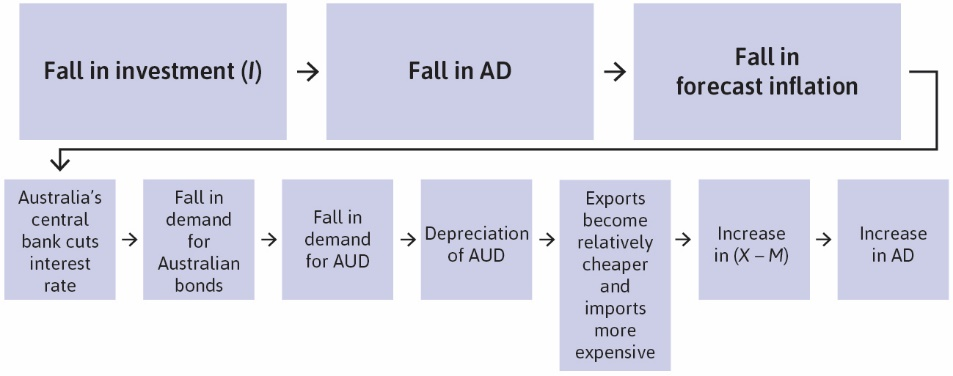 Fall in investment (I)
Fall in AD
Fall in
forecast inflation
Australia's
central
bank cuts
interest
rate
Fall in
demand
for
Australian
bonds
Fall in
demand
for AUD
Depreciation
of AUD
Exports
become
relatively
cheaper
and
imports
more
expensive
Increase
in (X – M)
Increase
in AD